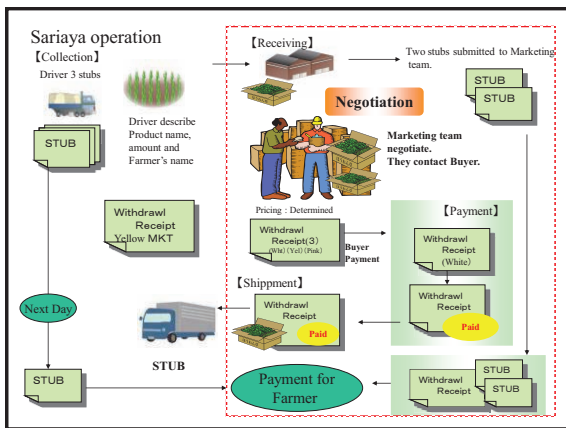 Sariaya operation
【Collection】
Driver 3 stubs
STUB
Driver describe
Product name,
amount and
Farmer's name
【Receiving】
Two stubs submitted to Marketing
team.
STUB
STUB
Negotiation
Marketing team
negotiate.
They contact Buyer.
Pricing : Determined
Withdrawl
Receipt
Yellow MKT
Withdrawl
Receipt(3)
(Whi)(Yel)(Pink)
Buyer
Payment
【Payment】
Withdrawl
Receipt
(White)
Withdrawl
Receipt
Paid
【Shippment】
Withdrawl
Receipt
Paid
Next Day
STUB
STUB
Payment for
Farmer
Withdrawl
Receipt
STUB
STUB